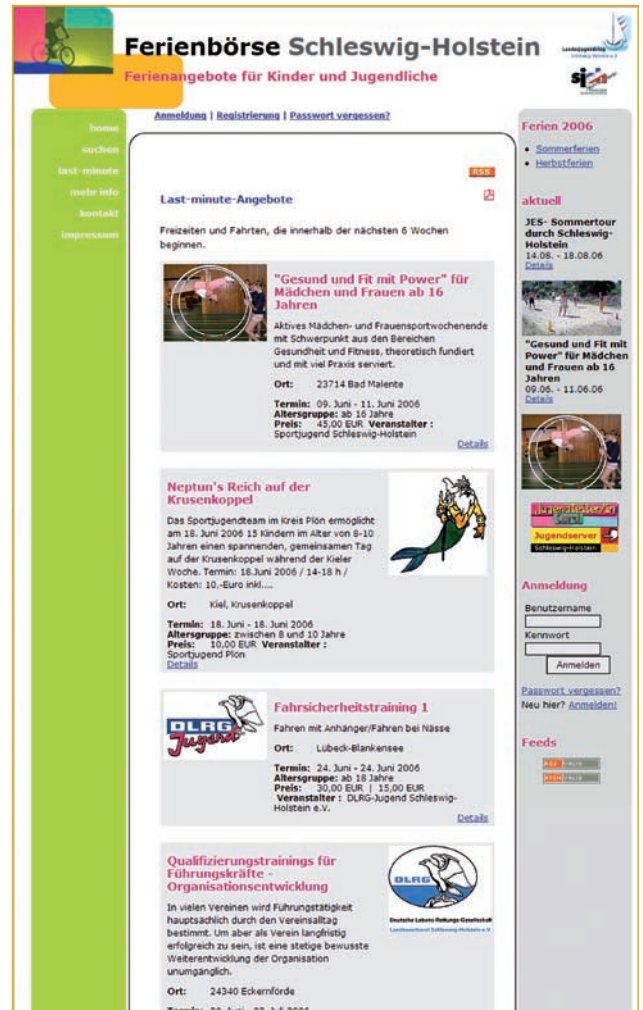 Ferienbörse Schleswig-Holstein
Ferienangebote für Kinder und Jugendliche
Landesjugendring
Anmeldung | Registrierung | Passwort vergessen?
home
suchen
last-minute
mehr info
kontakt
impressum
RSS
Last-minute-Angebote
Freizeiten und Fahrten, die innerhalb der nächsten 6 Wochen
beginnen.
"Gesund und Fit mit Power" für
Mädchen und Frauen ab 16
Jahren
Aktives Mädchen- und Frauensportwochenende
mit Schwerpunkt aus den Bereichen
Gesundheit und Fitness, theoretisch fundiert
und mit viel Praxis serviert.
Ort: 23714 Bad Malente
Termin: 09. Juni - 11. Juni 2006
Altersgruppe: ab 16 Jahre
Preis: 45,00 EUR Veranstalter :
Sportjugend Schleswig-Holstein
Details
Neptun's Reich auf der
Krusenkoppel
Das Sportjugendteam im Kreis Plön ermöglicht
am 18. Juni 2006 15 Kindern im Alter von 8-10
Jahren einen spannenden, gemeinsamen Tag
auf der Krusenkoppel während der Kieler
Woche. Termin: 18.Juni 2006 / 14-18 h /
Kosten: 10,-Euro inkl....
Ort: Kiel, Krusenkoppel
Termin: 18. Juni - 18. Juni 2006
Altersgruppe: zwischen 8 und 10 Jahre
Preis: 10,00 EUR Veranstalter :
Sportjugend Plön
Details
DLRG
Jugend
Fahrsicherheitstraining 1
Fahren mit Anhänger/Fahren bei Nässe
Ort: Lübeck-Blankensee
Termin: 24. Juni - 24. Juni 2006
Altersgruppe: ab 18 Jahre
Preis: 30,00 EUR | 15,00 EUR
Veranstalter : DLRG-Jugend Schleswig-
Holstein e.V.
Details
Qualifizierungstrainings für
Führungskräfte -
Organisationsentwicklung
In vielen Vereinen wird Führungstätigkeit
hauptsächlich durch den Vereinsalltag
bestimmt. Um aber als Verein langfristig
erfolgreich zu sein, ist eine stetige bewusste
Weiterentwicklung der Organisation
unumgänglich.
Ort: 24340 Eckernförde
DLRG
Deutsche Lebens-Rettungs-Gesellschaft
Landesverband Schleswig-Holstein e.V.
Ferien 2006
Sommerferien
Herbstferien
aktuell
JES- Sommertour
durch Schleswig-
Holstein
14.08. - 18.08.06
Details
"Gesund und Fit mit
Power" für Mädchen
und Frauen ab 16
Jahren
09.06. - 11.06.06
Details
Jugendleiter/in
Card
Jugendserver
Schleswig-Holstein
Anmeldung
Benutzername
Kennwort
Anmelden
Passwort vergessen?
Neu hier? Anmelden!
Feeds